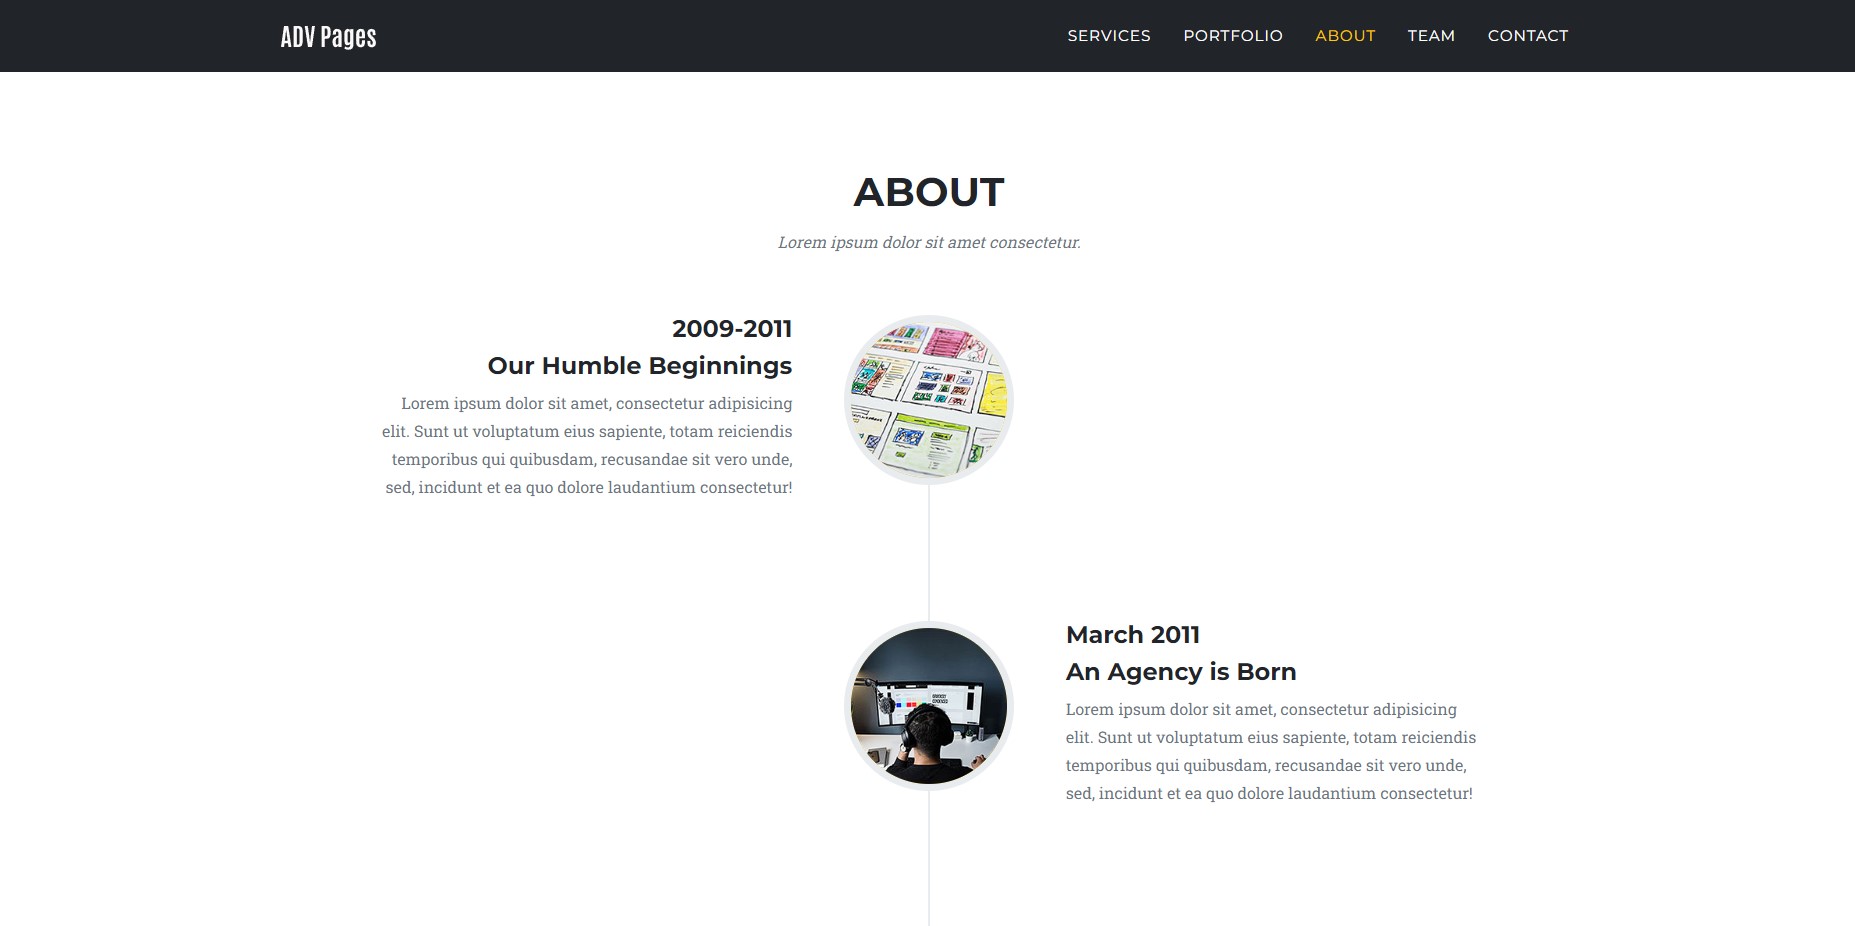 ADV Pages
SERVICES PORTFOLIO ABOUT TEAM CONTACT
ABOUT
Lorem ipsum dolor sit amet consectetur.
2009-2011
Our Humble Beginnings
Lorem ipsum dolor sit amet, consectetur adipisicing
elit. Sunt ut voluptatum eius sapiente, totam reiciendis
temporibus qui quibusdam, recusandae sit vero unde,
sed, incidunt et ea quo dolore laudantium consectetur!
March 2011
An Agency is Born
Lorem ipsum dolor sit amet, consectetur adipisicing
elit. Sunt ut voluptatum eius sapiente, totam reiciendis
temporibus qui quibusdam, recusandae sit vero unde,
sed, incidunt et ea quo dolore laudantium consectetur!